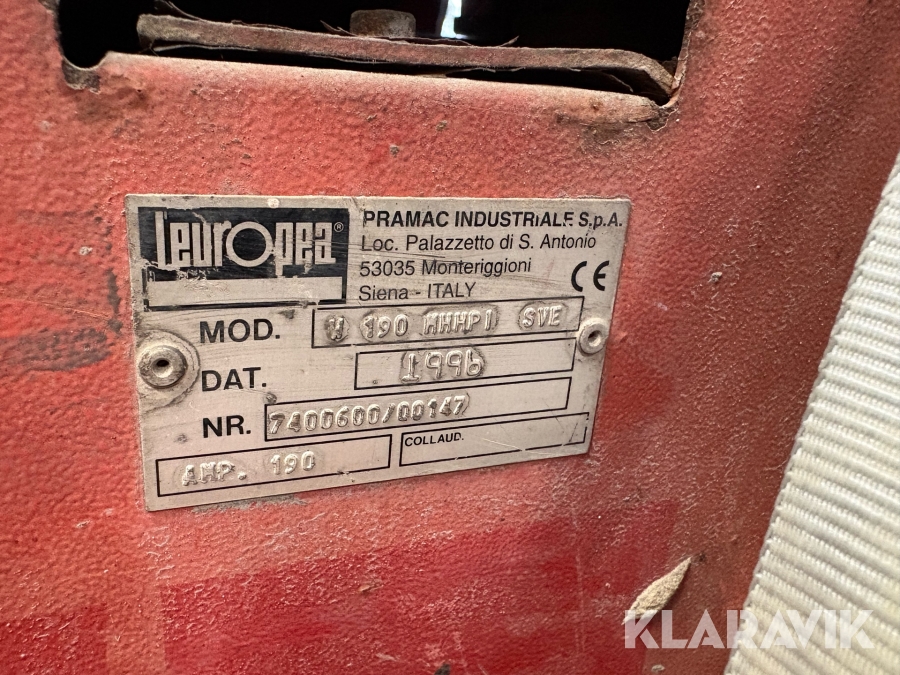 leuropea®
PRAMAC INDUSTRIALE S.p.A.
Loc. Palazzetto di S. Antonio
53035 Monteriggioni
Siena - ITALY
CE
MOD. W 190 MHHPI SVE
DAT. 1996
NR. 7400600/00147
AMP. 190
COLLAUD.
KLARAVIK